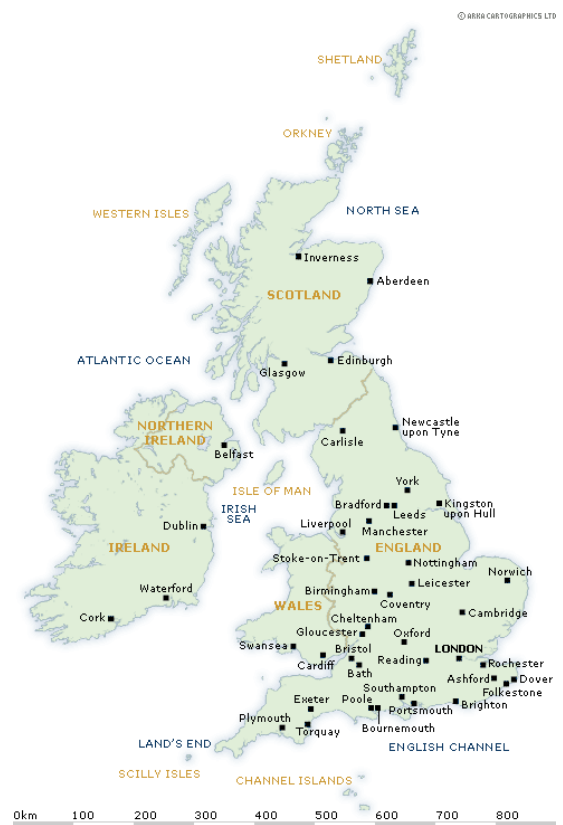 © ARKA CARTOGRAPHICS LTD
SHETLAND
ORKNEY
WESTERN ISLES
NORTH SEA
Inverness
Aberdeen
SCOTLAND
ATLANTIC OCEAN
Edinburgh
Glasgow
NORTHERN
IRELAND
Newcastle
upon Tyne
Carlisle
Belfast
York
ISLE OF MAN
Bradford
Leeds
Kingston
upon Hull
IRISH
SEA
Dublin
Liverpool
Manchester
IRELAND
ENGLAND
Stoke-on-Trent
Nottingham
Norwich
Waterford
Birmingham
Leicester
Coventry
WALES
Cork
Cheltenham
Cambridge
Gloucester
Oxford
Swansea
Bristol
LONDON
Cardiff
Reading
Rochester
Bath
Ashford
Dover
Southampton
Folkestone
Exeter
Poole
Portsmouth
Brighton
Plymouth
Torquay
Bournemouth
LAND'S END
ENGLISH CHANNEL
SCILLY ISLES
CHANNEL ISLANDS
0km 100 200 300 400 500 600 700 800